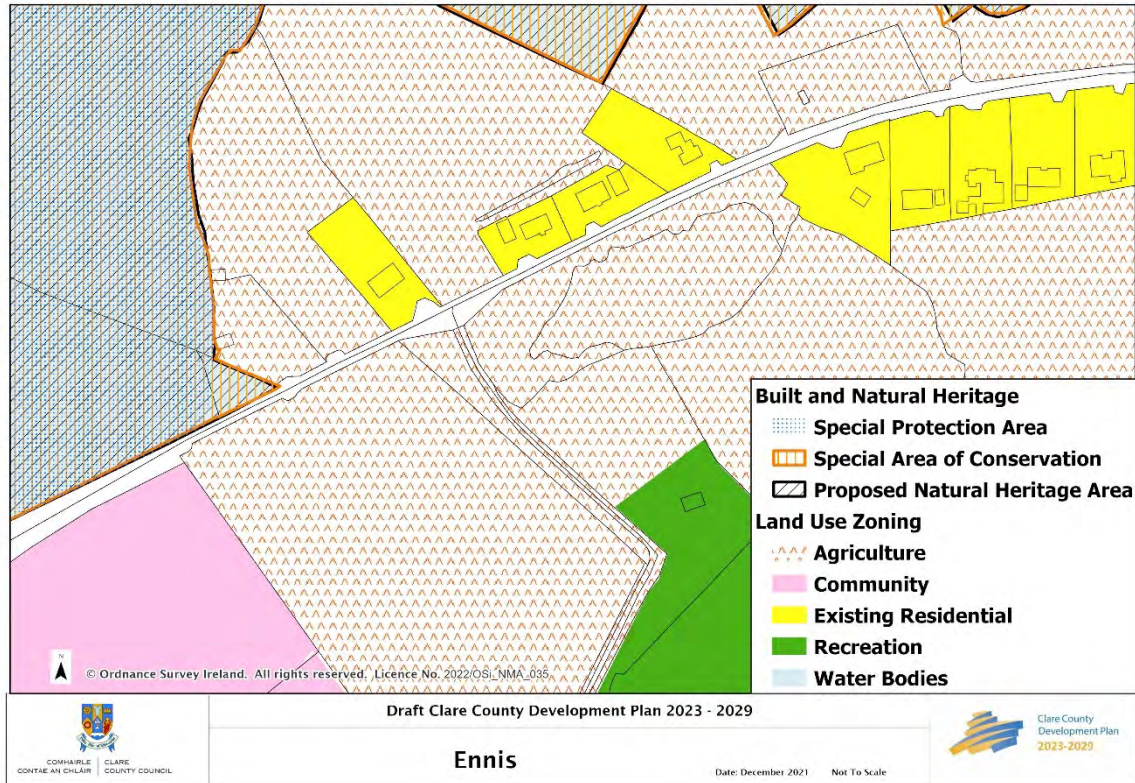 Built and Natural Heritage
Special Protection Area
Special Area of Conservation
Proposed Natural Heritage Area
Land Use Zoning
Agriculture
Community
Existing Residential
Recreation
Water Bodies
N
© Ordnance Survey Ireland. All rights reserved. Licence No. 2022/OSi_NMA_035
COMHAIRLE CONTAE AN CHLÁIR
CLARE COUNTY COUNCIL
Draft Clare County Development Plan 2023 - 2029
Ennis
Date: December 2021 Not To Scale
Clare County
Development Plan
2023-2029